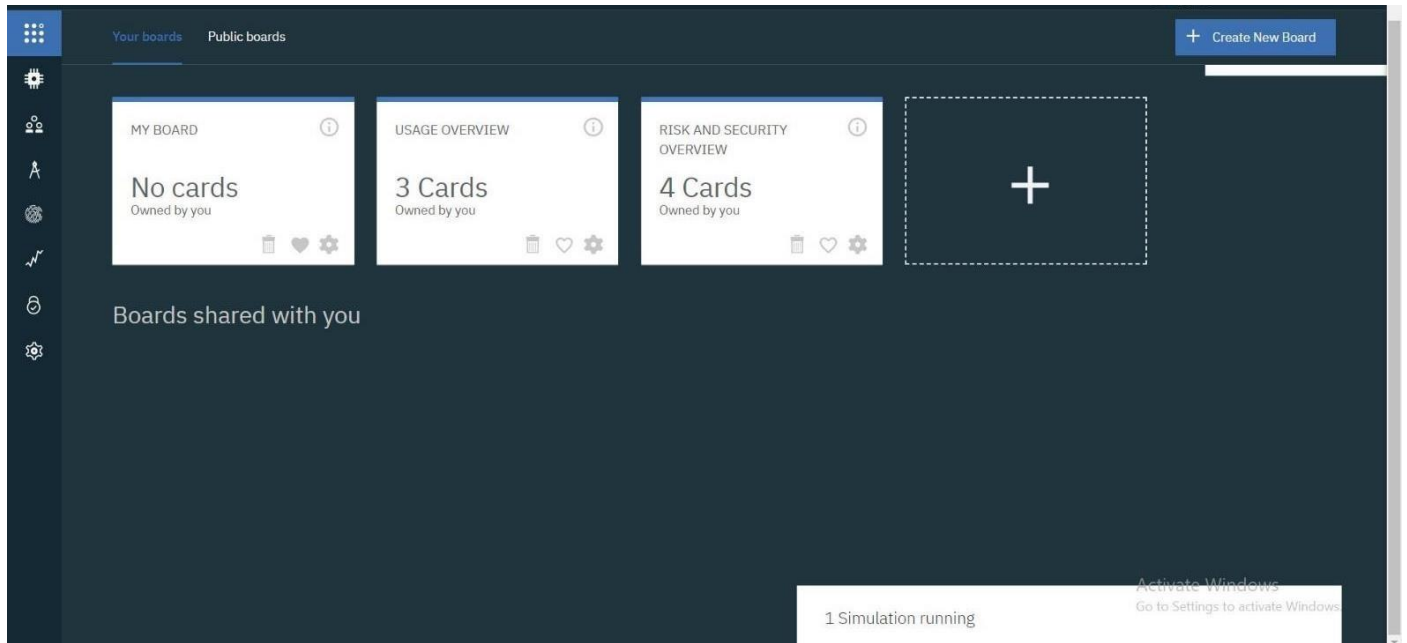 Your boards Public boards
+ Create New Board
MY BOARD
No cards
Owned by you
USAGE OVERVIEW
3 Cards
Owned by you
RISK AND SECURITY
OVERVIEW
4 Cards
Owned by you
Boards shared with you
1 Simulation running
Activate Windows
Go to Settings to activate Windows.